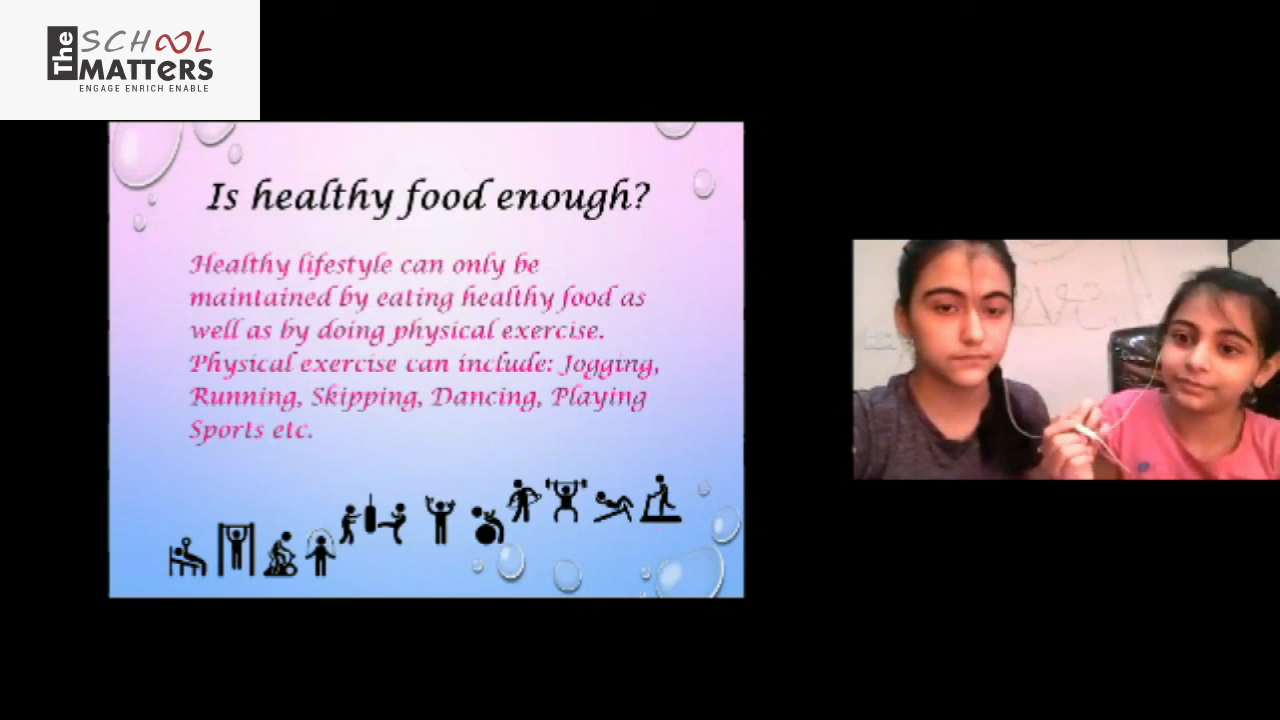 The
SCHOOL
MATTERS
ENGAGE ENRICH ENABLE
Is healthy food enough?
Healthy lifestyle can only be
maintained by eating healthy food as
well as by doing physical exercise.
Physical exercise can include: Jogging,
Running, Skipping, Dancing, Playing
Sports etc.